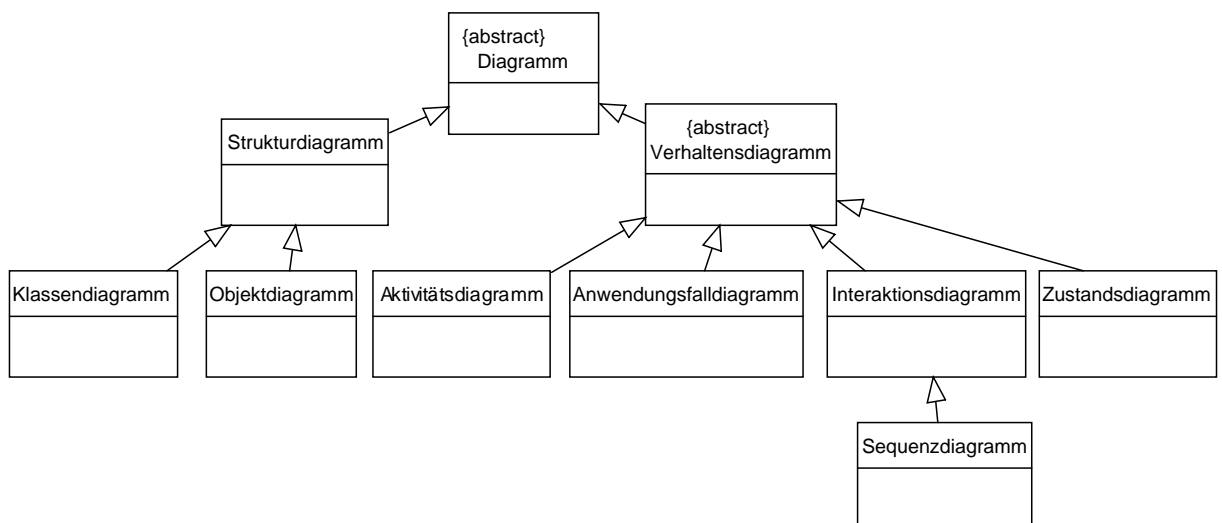 {abstract}
Diagramm
Strukturdiagramm
{abstract}
Verhaltensdiagramm
Klassendiagramm
Objektdiagramm
Aktivitätsdiagramm
Anwendungsfalldiagramm
Interaktionsdiagramm
Zustandsdiagramm
Sequenzdiagramm